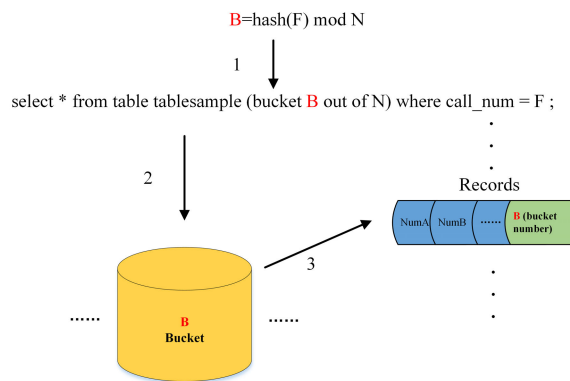 B=hash(F) mod N
1
select * from table tablesample (bucket B out of N) where call_num = F ;
2
Records
NumA
NumB
......
B (bucket
number)
3
......
B
Bucket
......